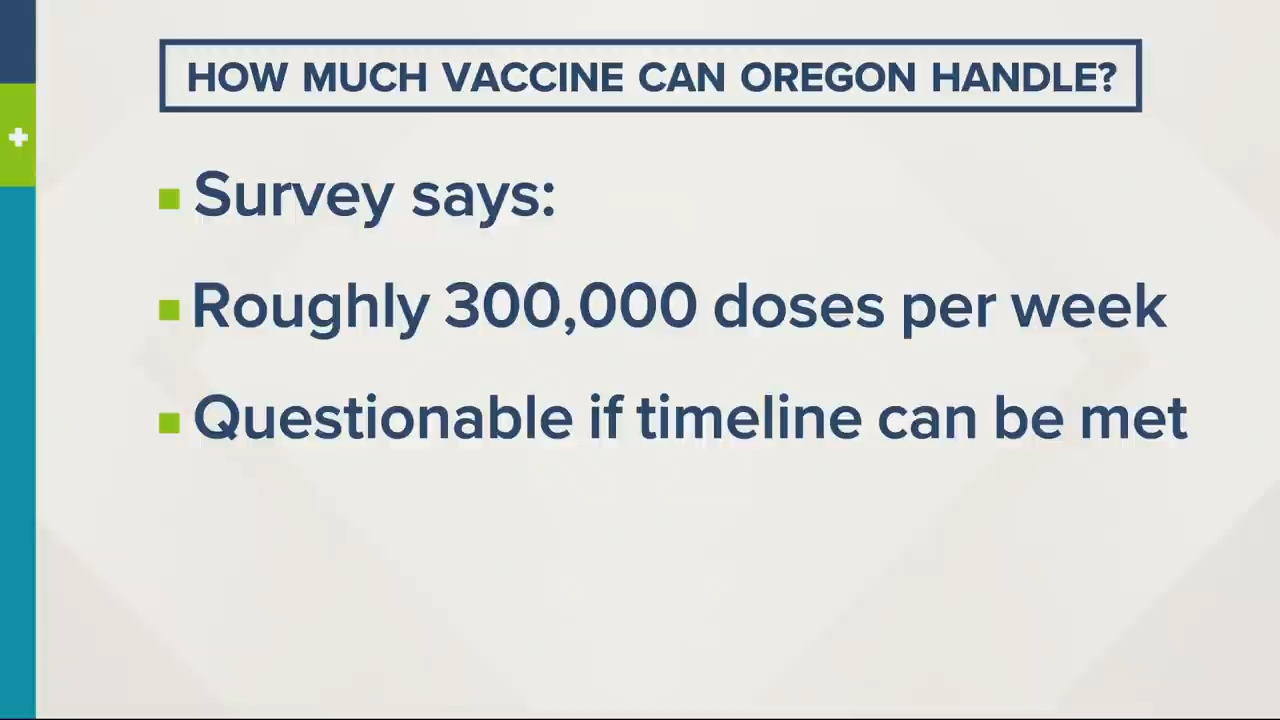 HOW MUCH VACCINE CAN OREGON HANDLE?
Survey says:
Roughly 300,000 doses per week
Questionable if timeline can be met